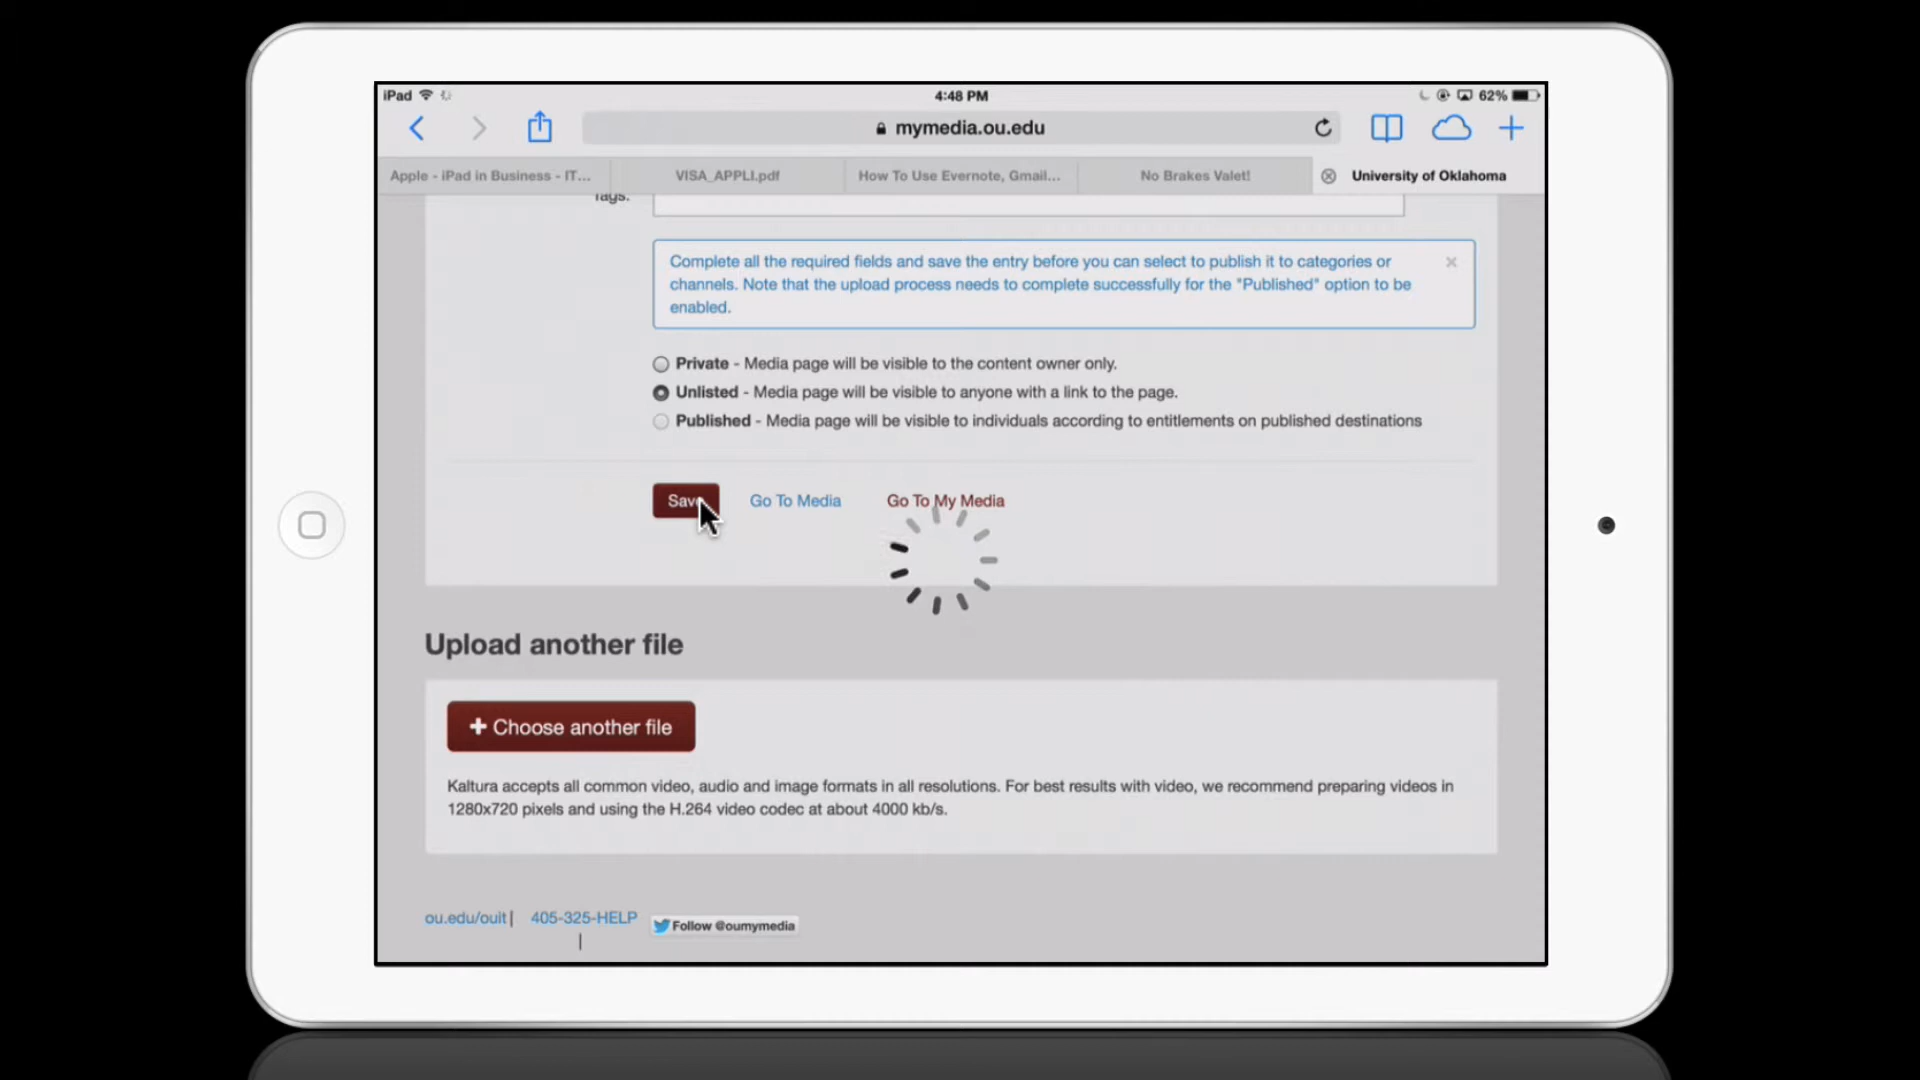 iPad
4:48 PM
62%
mymedia.ou.edu
Apple - iPad in Business - IT...
VISA_APPLI.pdf
How To Use Evernote, Gmail...
No Brakes Valet!
University of Oklahoma
Tags:
Complete all the required fields and save the entry before you can select to publish it to categories or
channels. Note that the upload process needs to complete successfully for the "Published" option to be
enabled.
Private - Media page will be visible to the content owner only.
Unlisted - Media page will be visible to anyone with a link to the page.
Published - Media page will be visible to individuals according to entitlements on published destinations
Save
Go To Media
Go To My Media
Upload another file
+ Choose another file
Kaltura accepts all common video, audio and image formats in all resolutions. For best results with video, we recommend preparing videos in
1280x720 pixels and using the H.264 video codec at about 4000 kb/s.
ou.edu/ouit |
405-325-HELP
|
Follow @oumymedia